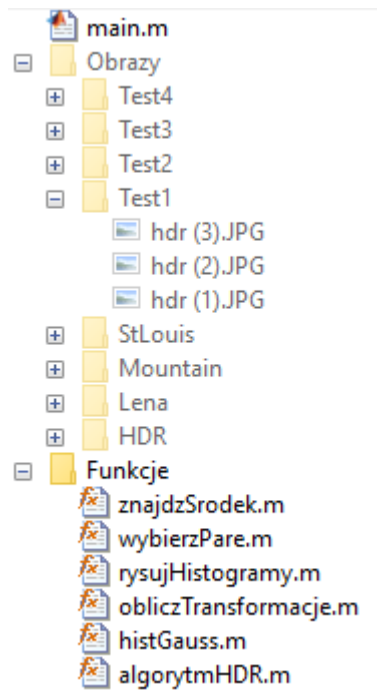 main.m
Obrazy
Test4
Test3
Test2
Test1
hdr (3).JPG
hdr (2).JPG
hdr (1).JPG
StLouis
Mountain
Lena
HDR
Funkcje
znajdzSrodek.m
wybierzPare.m
rysujHistogramy.m
obliczTransformacje.m
histGauss.m
algorytmHDR.m